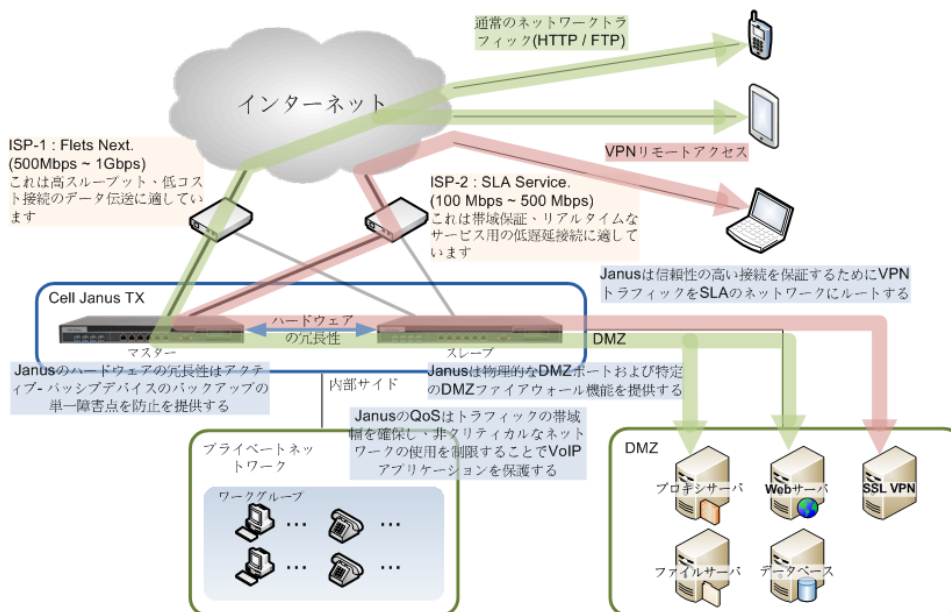 通常のネットワークトラ
フィック(HTTP / FTP)
インターネット
ISP-1 : Flets Next.
(500Mbps ~ 1Gbps)
これは高スループット、低コス
ト接続のデータ伝送に適してい
ます
VPNリモートアクセス
ISP-2 : SLA Service.
(100 Mbps ~ 500 Mbps)
これは帯域保証、リアルタイムな
サービス用の低遅延接続に適して
います
Janusは信頼性の高い接続を保証するためにVPN
トラフィックをSLAのネットワークにルートする
Cell Janus TX
ハードウェア
の冗長性
マスター
スレーブ
DMZ
Janusのハードウェアの冗長性はアクテ
ィブ- パッシブデバイスのバックアップの
単一障害点を防止を提供する
内部サイド
Janusは物理的なDMZポートおよび特定
のDMZファイアウォール機能を提供する
JanusのQoSはトラフィックの帯域
幅を確保し、非クリティカルなネット
ワークの使用を制限することでVoIP
アプリケーションを保護する
プライベートネッ
トワーク
ワークグループ
... ...
... ...
DMZ
プロキシサーバ
Webサーバ
SSL VPN
ファイルサーバ
データベース